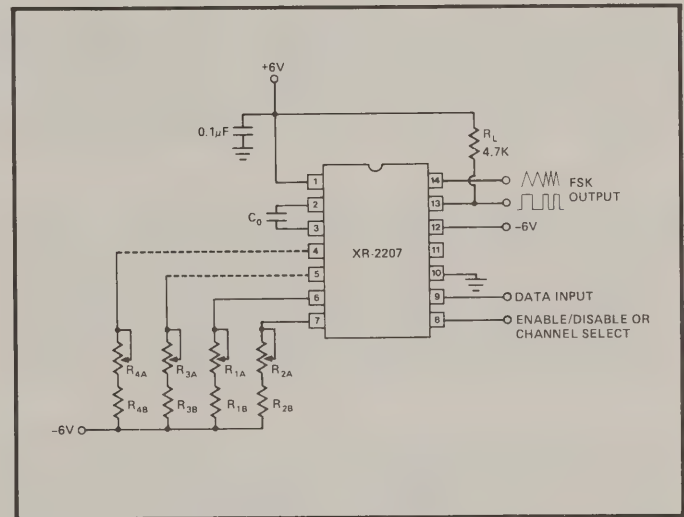 +6V
0.1μF
R_L
4.7K
1
14
FSK
OUTPUT
2
13
C_0
3
12
-6V
XR-2207
4
11
5
10
6
9
DATA INPUT
7
8
ENABLE/DISABLE OR
CHANNEL SELECT
R_4A
R_3A
R_1A
R_2A
R_4B
R_3B
R_1B
R_2B
-6V